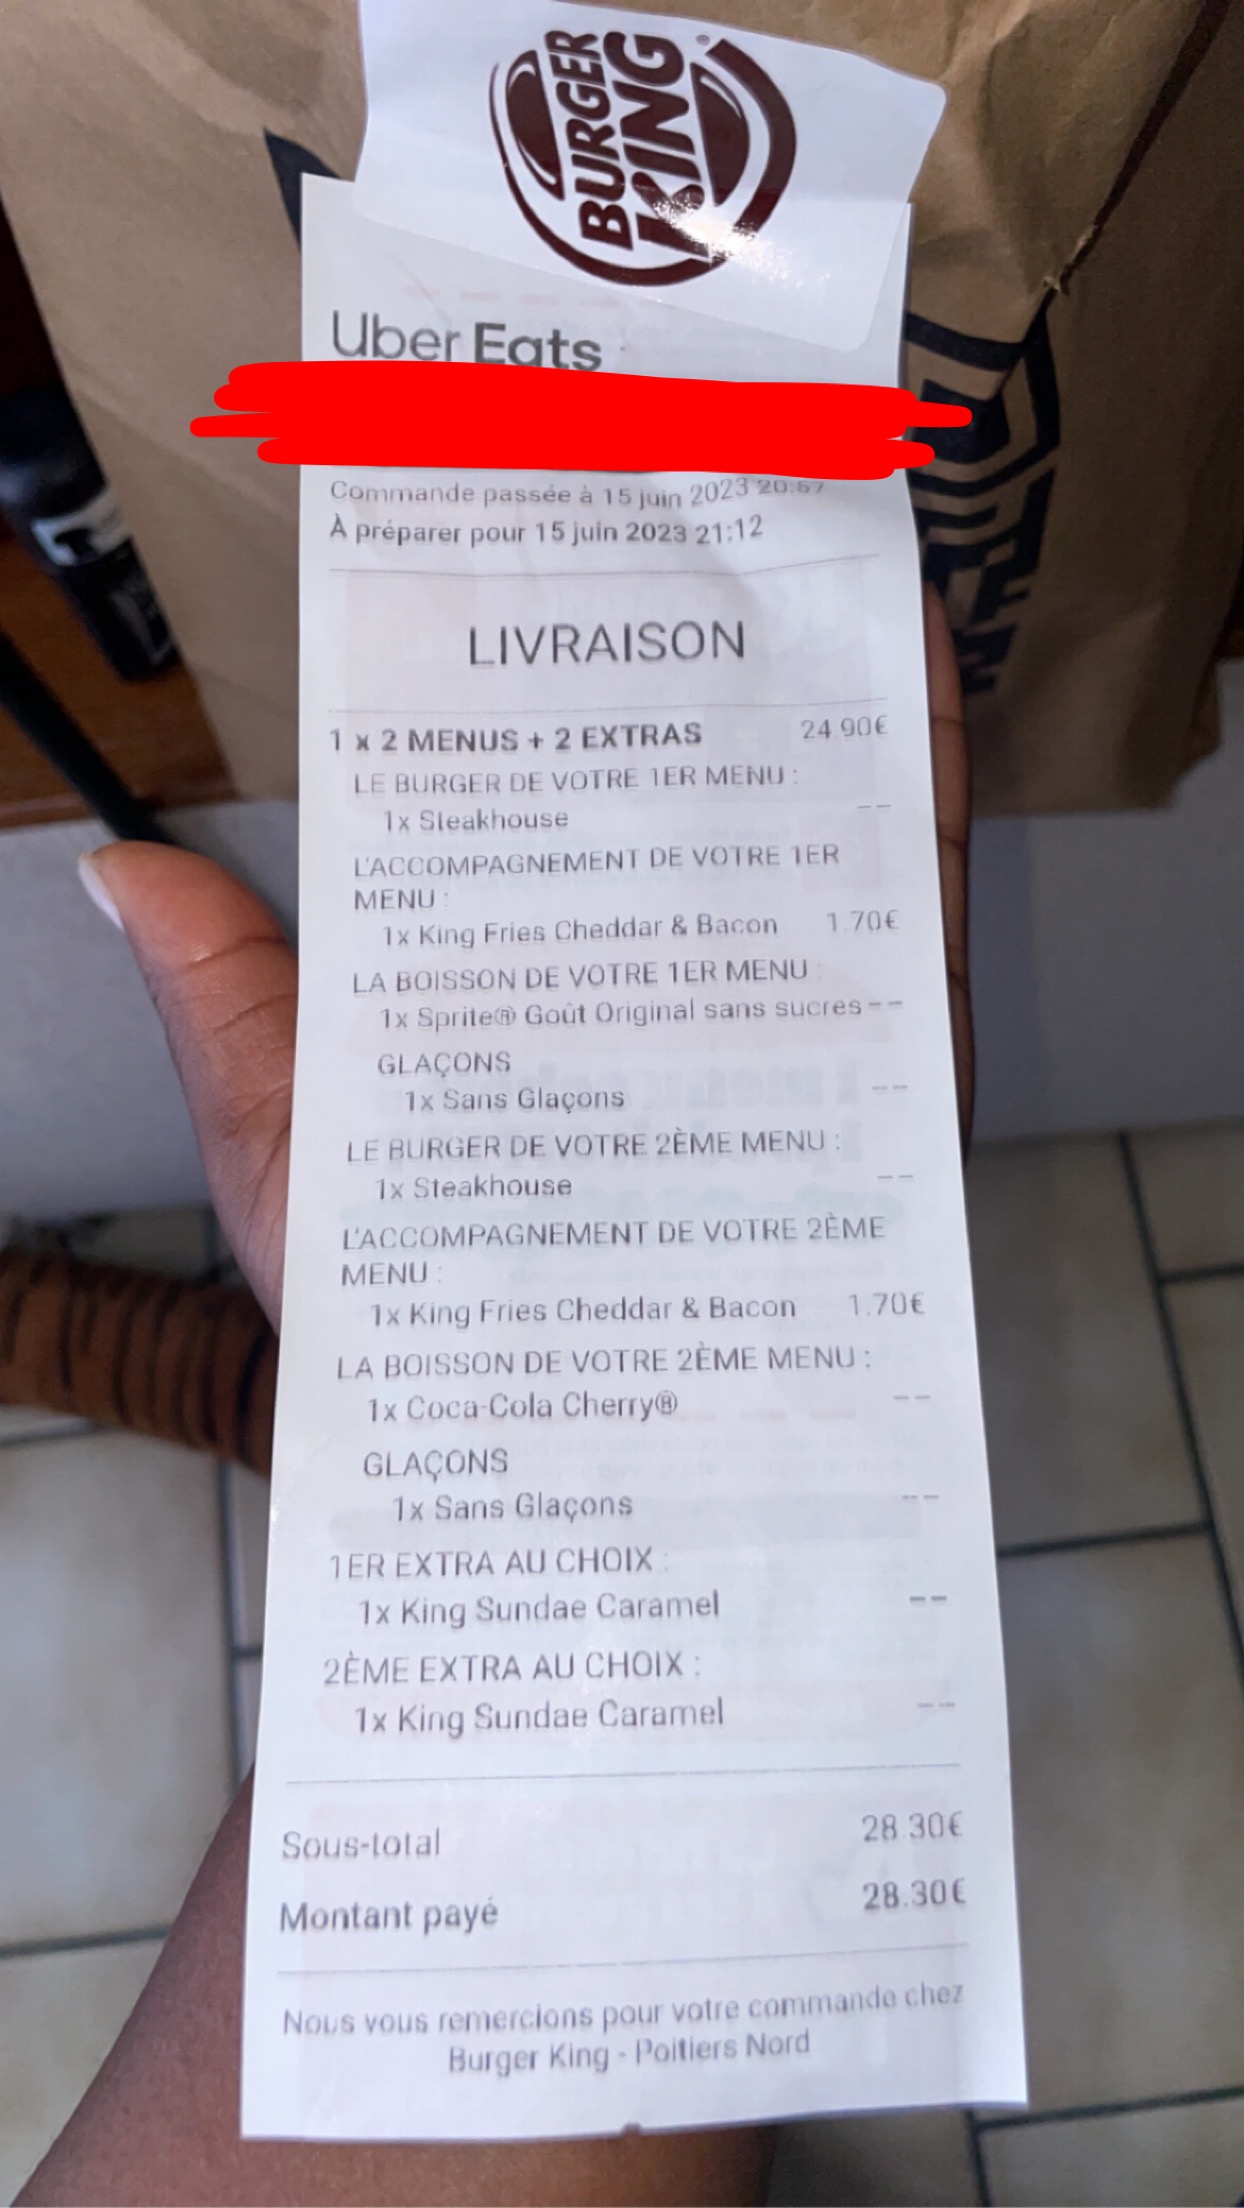 BURGER
KING®
Uber Eats
Commande passée à 15 juin 2023 20:57
À préparer pour 15 juin 2023 21:12
LIVRAISON
1 x 2 MENUS + 2 EXTRAS 24.90€
LE BURGER DE VOTRE 1ER MENU :
1x Steakhouse --
L'ACCOMPAGNEMENT DE VOTRE 1ER
MENU :
1x King Fries Cheddar & Bacon 1.70€
LA BOISSON DE VOTRE 1ER MENU :
1x Sprite® Goût Original sans sucres --
GLAÇONS
1x Sans Glaçons --
LE BURGER DE VOTRE 2ÈME MENU :
1x Steakhouse --
L'ACCOMPAGNEMENT DE VOTRE 2ÈME
MENU :
1x King Fries Cheddar & Bacon 1.70€
LA BOISSON DE VOTRE 2ÈME MENU :
1x Coca-Cola Cherry® --
GLAÇONS
1x Sans Glaçons --
1ER EXTRA AU CHOIX :
1x King Sundae Caramel --
2ÈME EXTRA AU CHOIX :
1x King Sundae Caramel --
Sous-total 28.30€
Montant payé 28.30€
Nous vous remercions pour votre commande chez
Burger King - Poitiers Nord